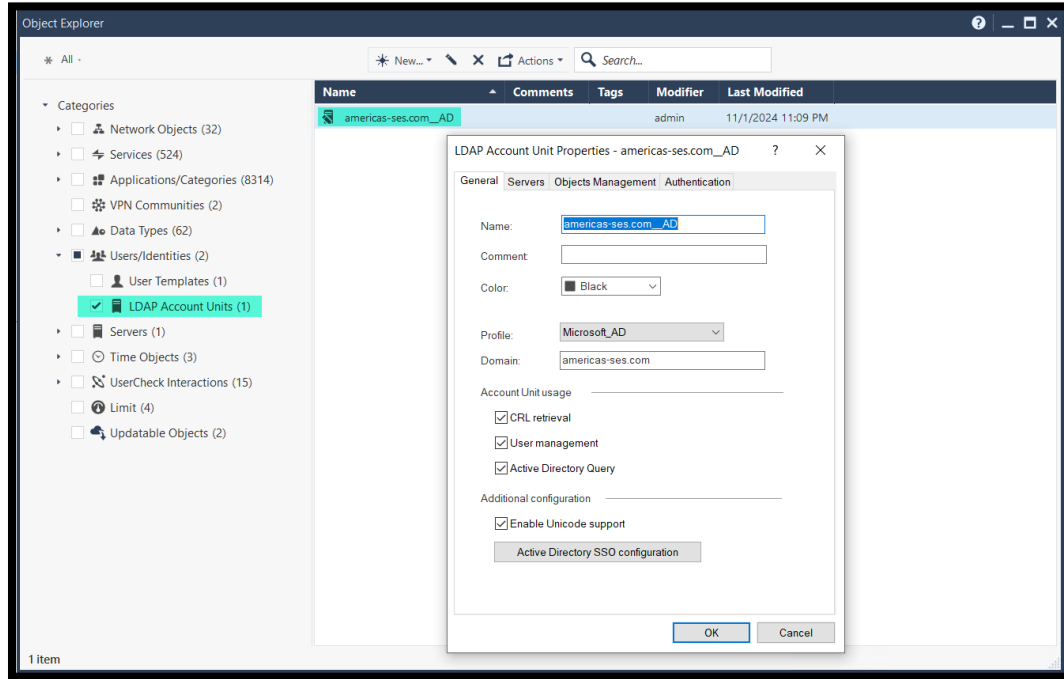 Object Explorer
All
New... Actions Search...
Name Comments Tags Modifier Last Modified
americas-ses.com__AD admin 11/1/2024 11:09 PM
Categories
Network Objects (32)
Services (524)
Applications/Categories (8314)
VPN Communities (2)
Data Types (62)
Users/Identities (2)
User Templates (1)
LDAP Account Units (1)
Servers (1)
Time Objects (3)
UserCheck Interactions (15)
Limit (4)
Updatable Objects (2)
LDAP Account Unit Properties - americas-ses.com__AD ?
General Servers Objects Management Authentication
Name: americas-ses.com__AD
Comment:
Color: Black
Profile: Microsoft_AD
Domain: americas-ses.com
Account Unit usage
CRL retrieval
User management
Active Directory Query
Additional configuration
Enable Unicode support
Active Directory SSO configuration
OK Cancel
1 item